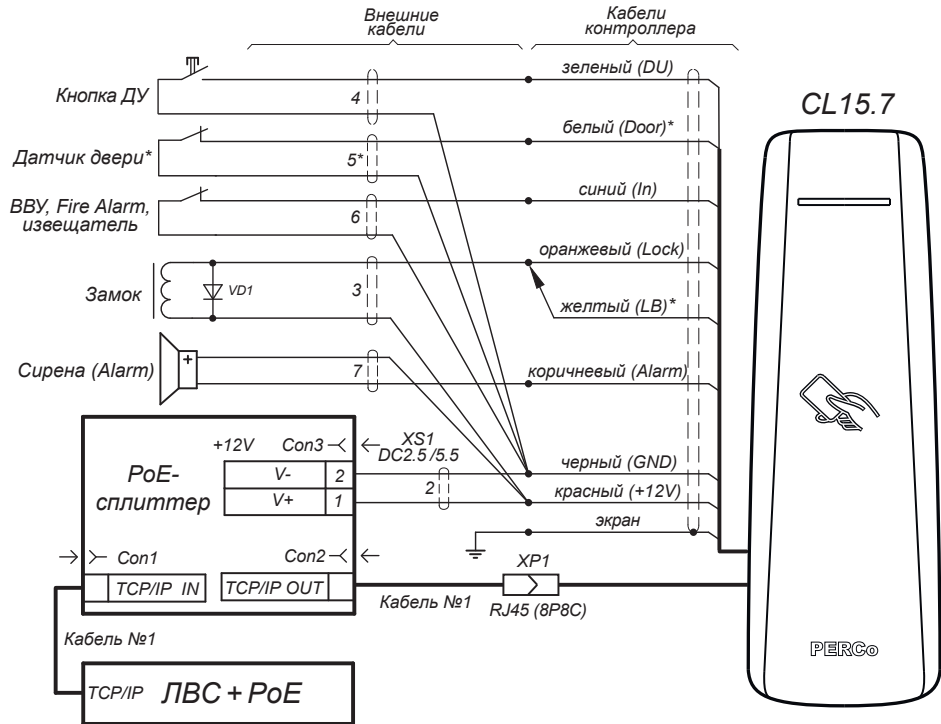 Внешние
кабели
Кабели
контроллера
Кнопка ДУ
4
зеленый (DU)
CL15.7
Датчик двери*
5*
белый (Door)*
ВВУ, Fire Alarm,
извещатель
6
синий (In)
Замок
VD1
3
оранжевый (Lock)
желтый (LB)*
Сирена (Alarm)
+
7
коричневый (Alarm)
PoE-
сплиттер
+12V
Con3
XS1
DC2.5 /5.5
V-
2
V+
1
2
черный (GND)
красный (+12V)
экран
Con1
Con2
TCP/IP IN
TCP/IP OUT
Кабель №1
XP1
RJ45 (8P8C)
Кабель №1
TCP/IP
ЛВС + PoE
PERCo